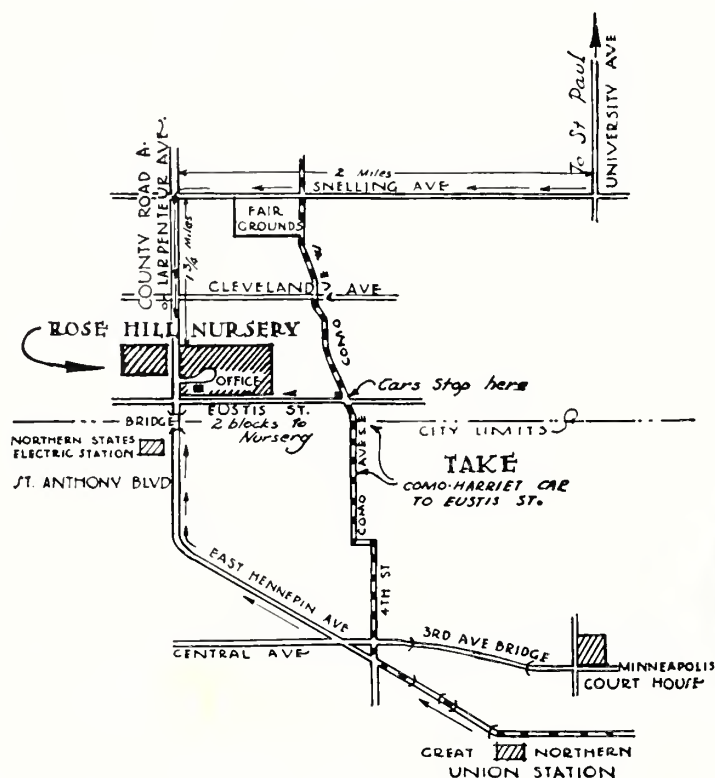 To St Paul
UNIVERSITY AVE
COUNTY ROAD A.
or LARPENTEUR AVE.
2 Miles
SNELLING AVE
FAIR
GROUNDS
1 3/4 Miles
CLEVELAND AVE
COMO AVE
ROSE HILL NURSERY
OFFICE
Cars Stop here
EUSTIS ST.
2 blocks to
Nursery
BRIDGE
CITY LIMITS
NORTHERN STATES
ELECTRIC STATION
ST. ANTHONY BLVD
TAKE
COMO-HARRIET CAR
TO EUSTIS ST.
COMO AVE S E
EAST HENNEPIN AVE
4TH ST
3RD AVE BRIDGE
CENTRAL AVE
MINNEAPOLIS
COURT HOUSE
GREAT NORTHERN
UNION STATION